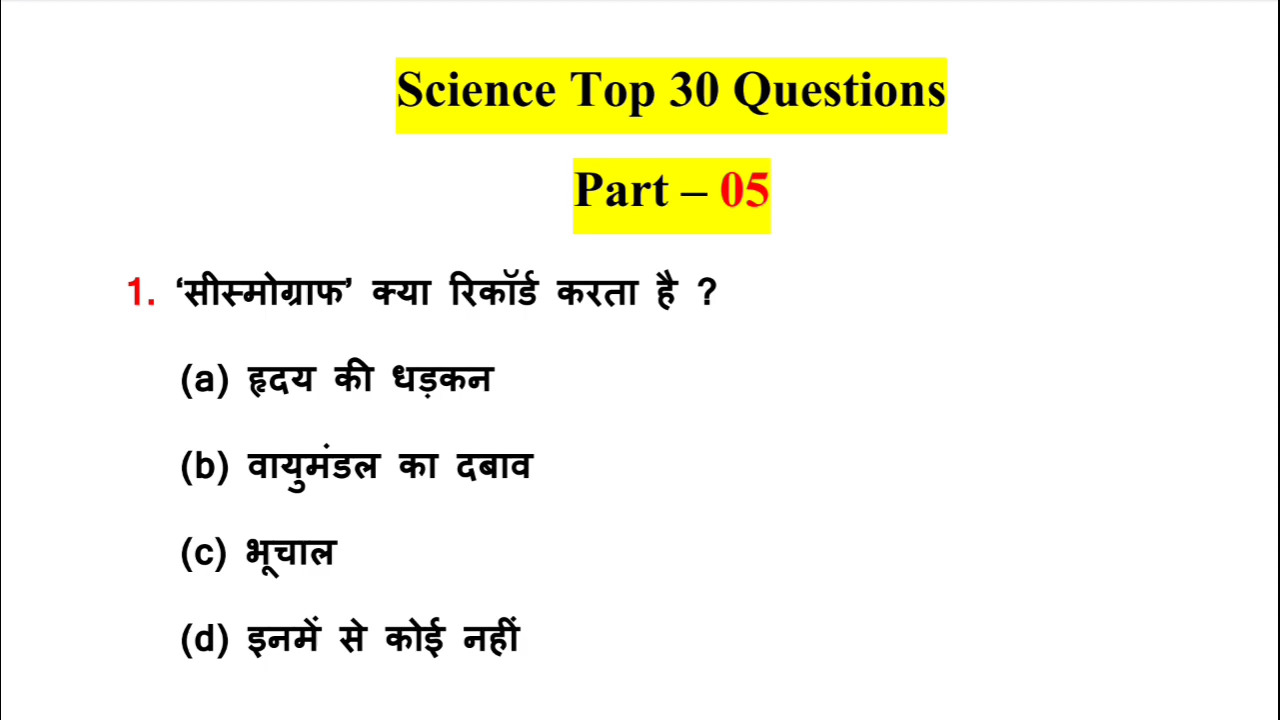 Science Top 30 Questions
Part – 05
1. ‘सीस्मोग्राफ’ क्या रिकॉर्ड करता है ?
(a) हृदय की धड़कन
(b) वायुमंडल का दबाव
(c) भूचाल
(d) इनमें से कोई नहीं